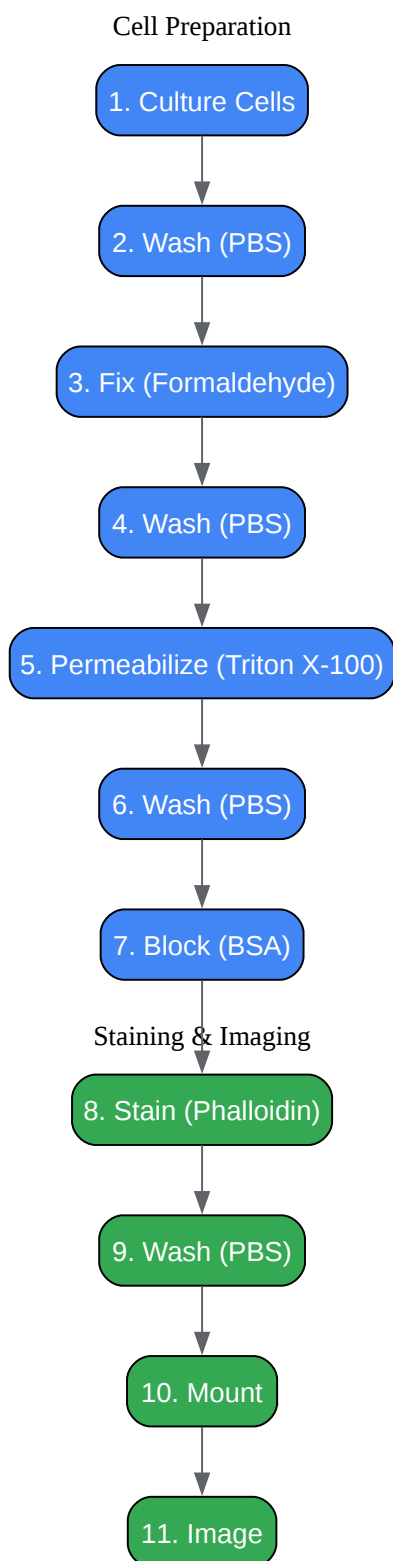 Cell Preparation
1. Culture Cells
2. Wash (PBS)
3. Fix (Formaldehyde)
4. Wash (PBS)
5. Permeabilize (Triton X-100)
6. Wash (PBS)
7. Block (BSA)
Staining & Imaging
8. Stain (Phalloidin)
9. Wash (PBS)
10. Mount
11. Image